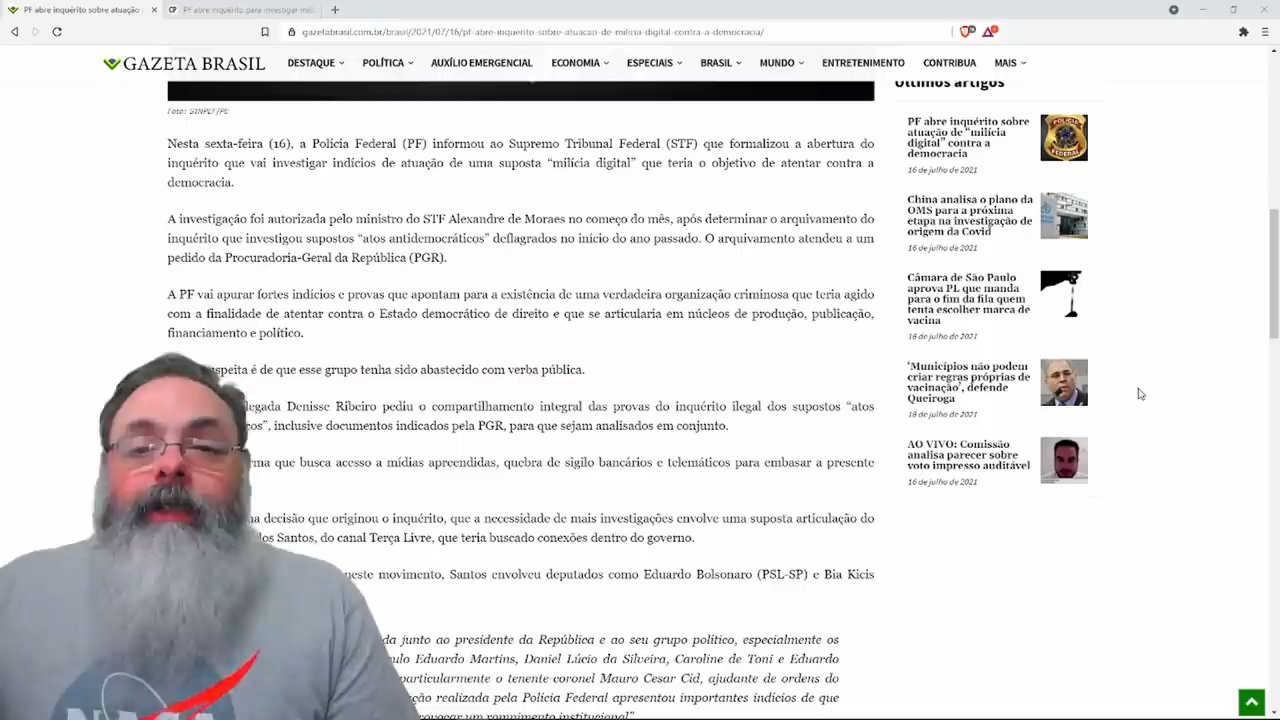 PF abre inquérito sobre atuação
PF abre inquérito para investigar milí
gazetabrasil.com.br/brasil/2021/07/16/pf-abre-inquerito-sobre-atuacao-de-milicia-digital-contra-a-democracia/
GAZETA BRASIL
DESTAQUE
POLÍTICA
AUXÍLIO EMERGENCIAL
ECONOMIA
ESPECIAIS
BRASIL
MUNDO
ENTRETENIMENTO
CONTRIBUA
MAIS
Foto: SINPEF/PE
Nesta sexta-feira (16), a Polícia Federal (PF) informou ao Supremo Tribunal Federal (STF) que formalizou a abertura do
inquérito que vai investigar indícios de atuação de uma suposta “milícia digital” que teria o objetivo de atentar contra a
democracia.
A investigação foi autorizada pelo ministro do STF Alexandre de Moraes no começo do mês, após determinar o arquivamento do
inquérito que investigou supostos “atos antidemocráticos” deflagrados no início do ano passado. O arquivamento atendeu a um
pedido da Procuradoria-Geral da República (PGR).
A PF vai apurar fortes indícios e provas que apontam para a existência de uma verdadeira organização criminosa que teria agido
com a finalidade de atentar contra o Estado democrático de direito e que se articularia em núcleos de produção, publicação,
financiamento e político.
uspeita é de que esse grupo tenha sido abastecido com verba pública.
legada Denisse Ribeiro pediu o compartilhamento integral das provas do inquérito ilegal dos supostos “atos
os”, inclusive documentos indicados pela PGR, para que sejam analisados em conjunto.
rma que busca acesso a mídias apreendidas, quebra de sigilo bancários e telemáticos para embasar a presente
na decisão que originou o inquérito, que a necessidade de mais investigações envolve uma suposta articulação do
los Santos, do canal Terça Livre, que teria buscado conexões dentro do governo.
neste movimento, Santos envolveu deputados como Eduardo Bolsonaro (PSL-SP) e Bia Kicis
da junto ao presidente da República e ao seu grupo político, especialmente os
ulo Eduardo Martins, Daniel Lúcio da Silveira, Caroline de Toni e Eduardo
particularmente o tenente coronel Mauro Cesar Cid, ajudante de ordens do
ção realizada pela Polícia Federal apresentou importantes indícios de que
provocar um rompimento institucional”
Últimos artigos
PF abre inquérito sobre
atuação de “milícia
digital” contra a
democracia
16 de julho de 2021
China analisa o plano da
OMS para a próxima
etapa na investigação de
origem da Covid
16 de julho de 2021
Câmara de São Paulo
aprova PL que manda
para o fim da fila quem
tenta escolher marca de
vacina
16 de julho de 2021
‘Municípios não podem
criar regras próprias de
vacinação’, defende
Queiroga
16 de julho de 2021
AO VIVO: Comissão
analisa parecer sobre
voto impresso auditável
16 de julho de 2021